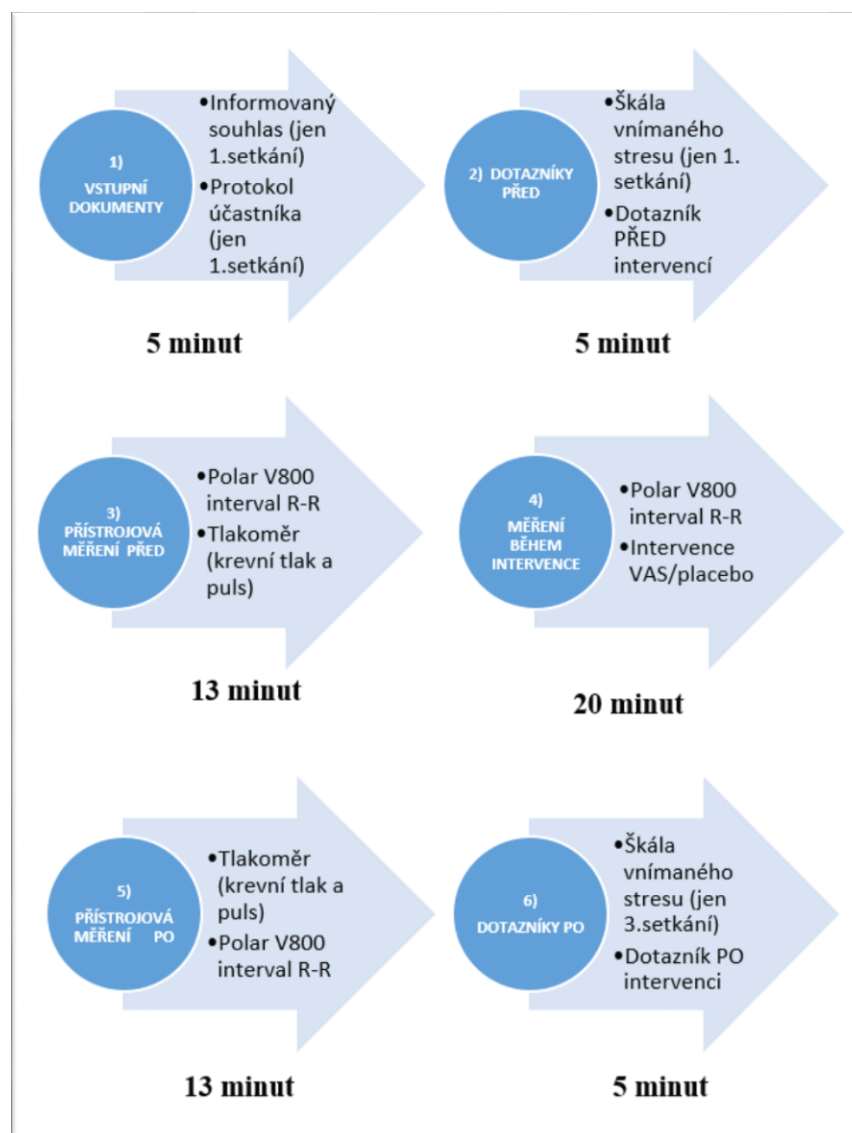 1)
VSTUPNÍ
DOKUMENTY
•Informovaný
souhlas (jen
1.setkání)
•Protokol
účastníka
(jen
1.setkání)
5 minut
2) DOTAZNÍKY
PŘED
•Škála
vnímaného
stresu (jen 1.
setkání)
•Dotazník
PŘED
intervencí
5 minut
3)
PŘÍSTROJOVÁ
MĚŘENÍ PŘED
•Polar V800
interval R-R
•Tlakoměr
(krevní tlak a
puls)
13 minut
4)
MĚŘENÍ
BĚHEM
INTERVENCE
•Polar V800
interval R-R
•Intervence
VAS/placebo
20 minut
5)
PŘÍSTROJOVÁ
MĚŘENÍ PO
•Tlakoměr
(krevní tlak a
puls)
•Polar V800
interval R-R
13 minut
6)
DOTAZNÍKY PO
•Škála
vnímaného
stresu (jen
3.setkání)
•Dotazník PO
intervenci
5 minut